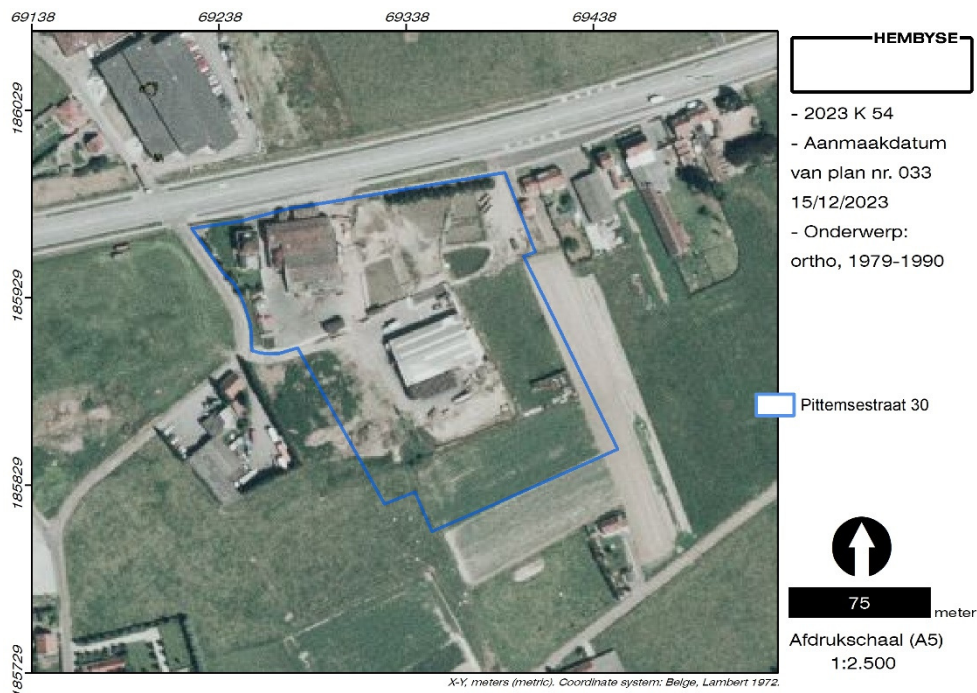 69138
69238
69338
69438
186029
185929
185829
185729
HEMBYSE
- 2023 K 54
- Aanmaakdatum
van plan nr. 033
15/12/2023
- Onderwerp:
ortho, 1979-1990
Pittemsestraat 30
75
meter
Afdrukschaal (A5)
1:2.500
X-Y, meters (metric). Coordinate system: Belge, Lambert 1972.